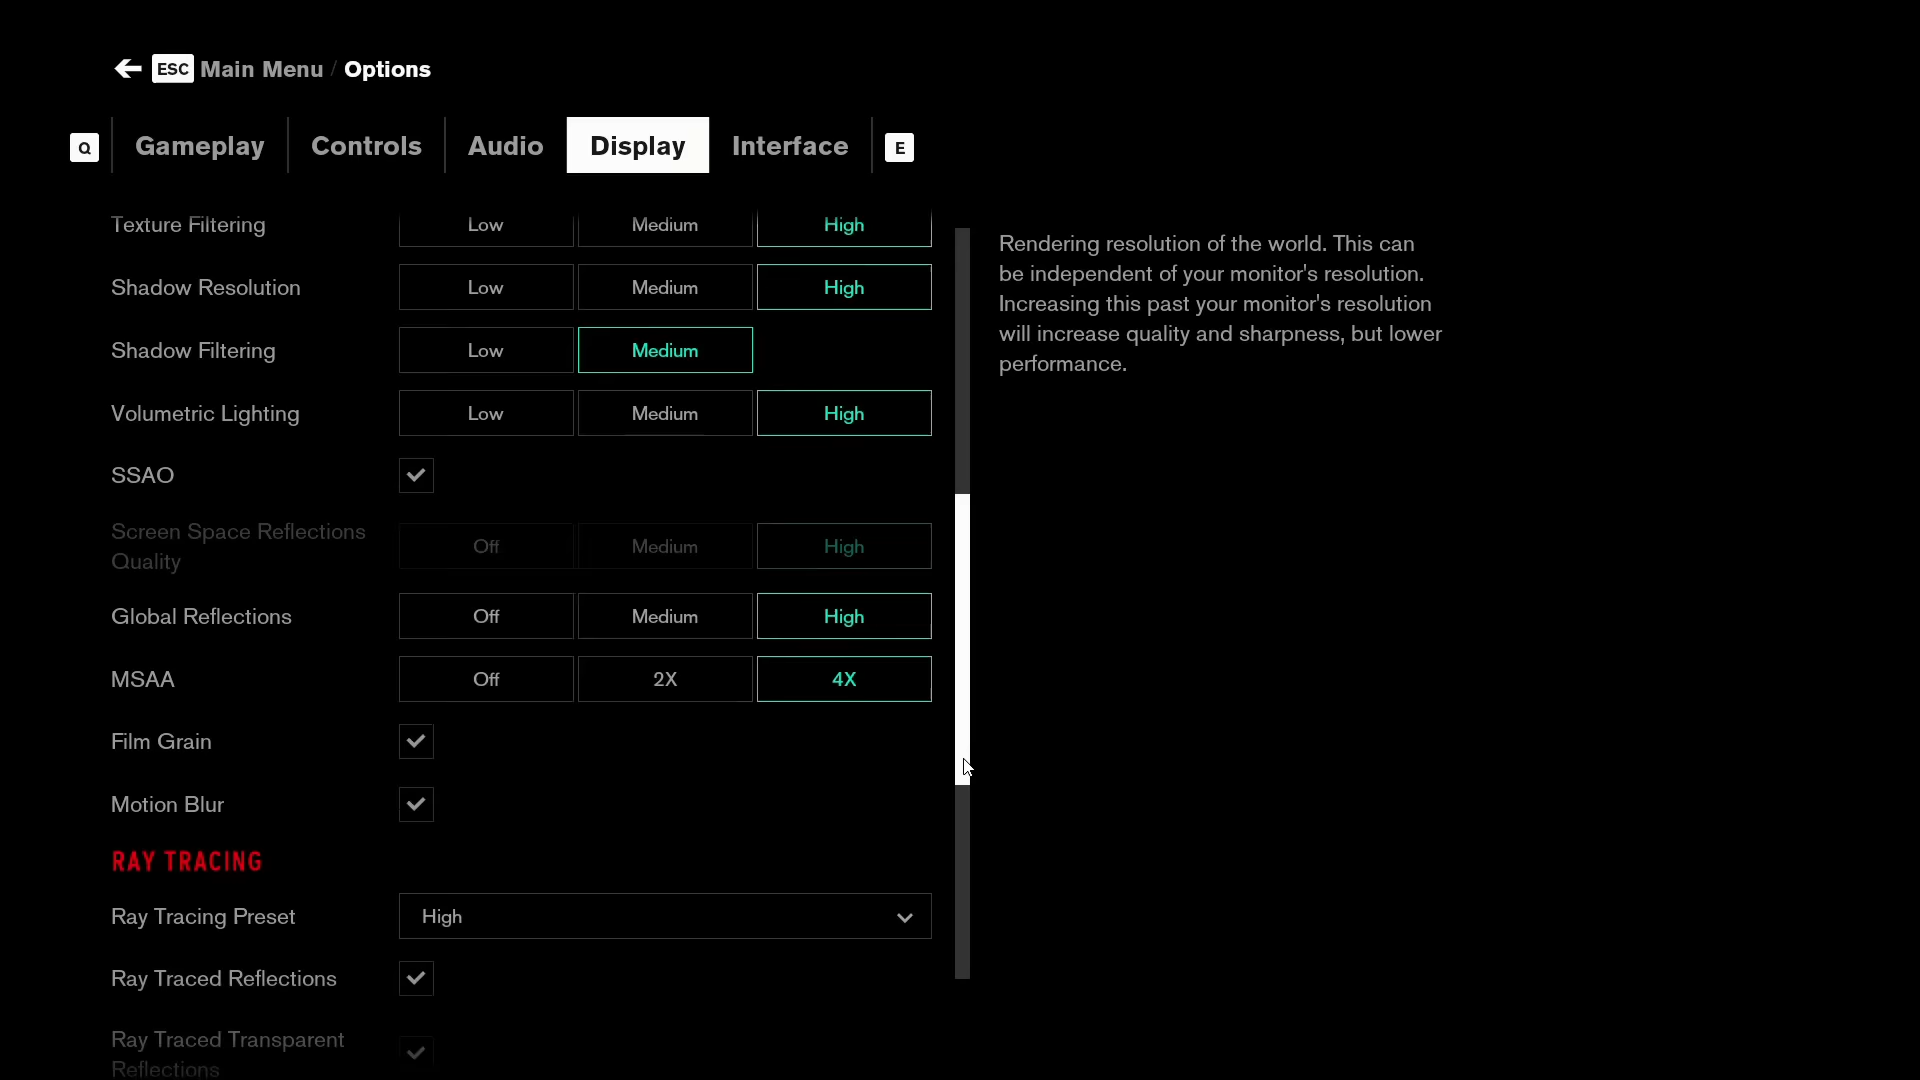 ESC Main Menu / Options
Q Gameplay Controls Audio Display Interface E
Texture Filtering Low Medium High
Shadow Resolution Low Medium High
Shadow Filtering Low Medium
Volumetric Lighting Low Medium High
SSAO
Screen Space Reflections
Quality
Off Medium High
Global Reflections Off Medium High
MSAA Off 2X 4X
Film Grain
Motion Blur
RAY TRACING
Ray Tracing Preset High
Ray Traced Reflections
Ray Traced Transparent
Reflections
Rendering resolution of the world. This can
be independent of your monitor's resolution.
Increasing this past your monitor's resolution
will increase quality and sharpness, but lower
performance.